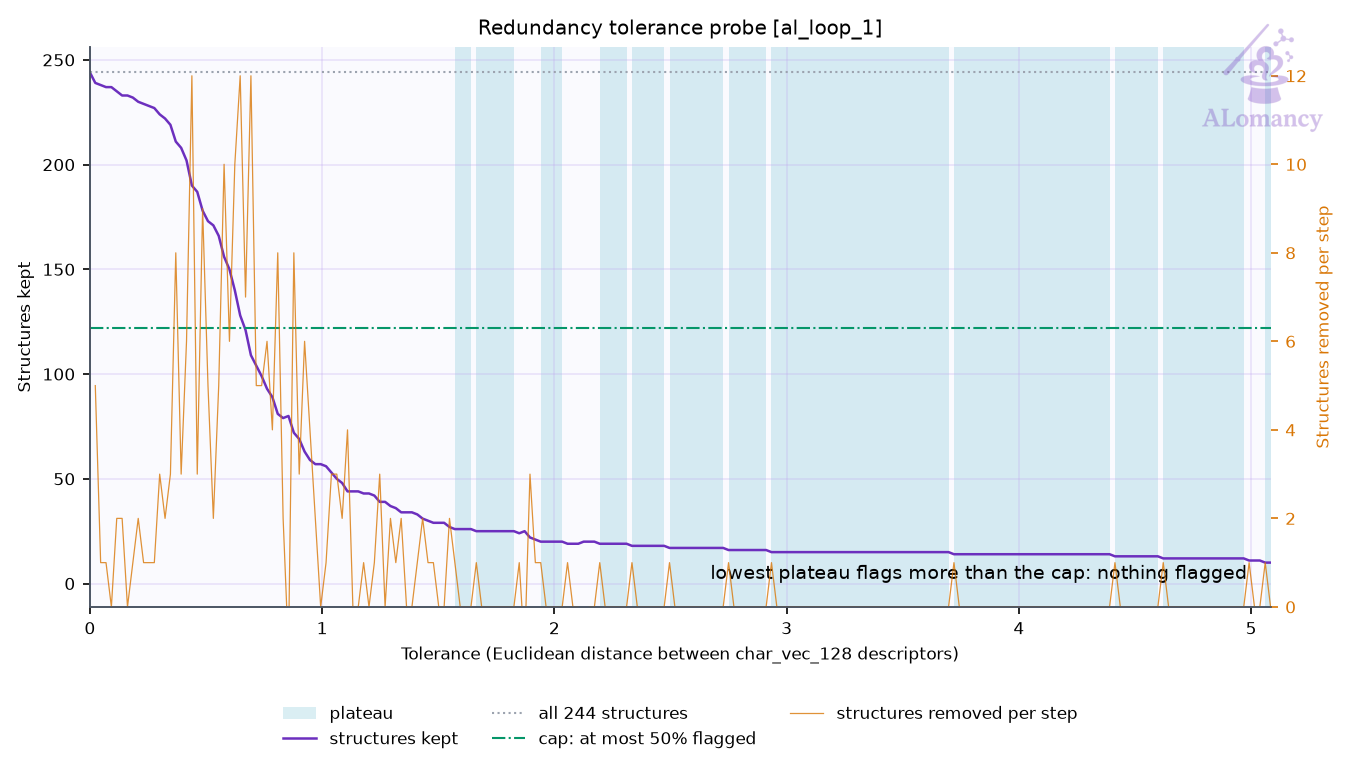 Redundancy tolerance probe [al_loop_1]
ALomancy
250
200
150
100
50
0
Structures kept
12
10
8
6
4
2
0
Structures removed per step
lowest plateau flags more than the cap: nothing flagged
0 1 2 3 4 5
Tolerance (Euclidean distance between char_vec_128 descriptors)
plateau all 244 structures structures removed per step
structures kept cap: at most 50% flagged